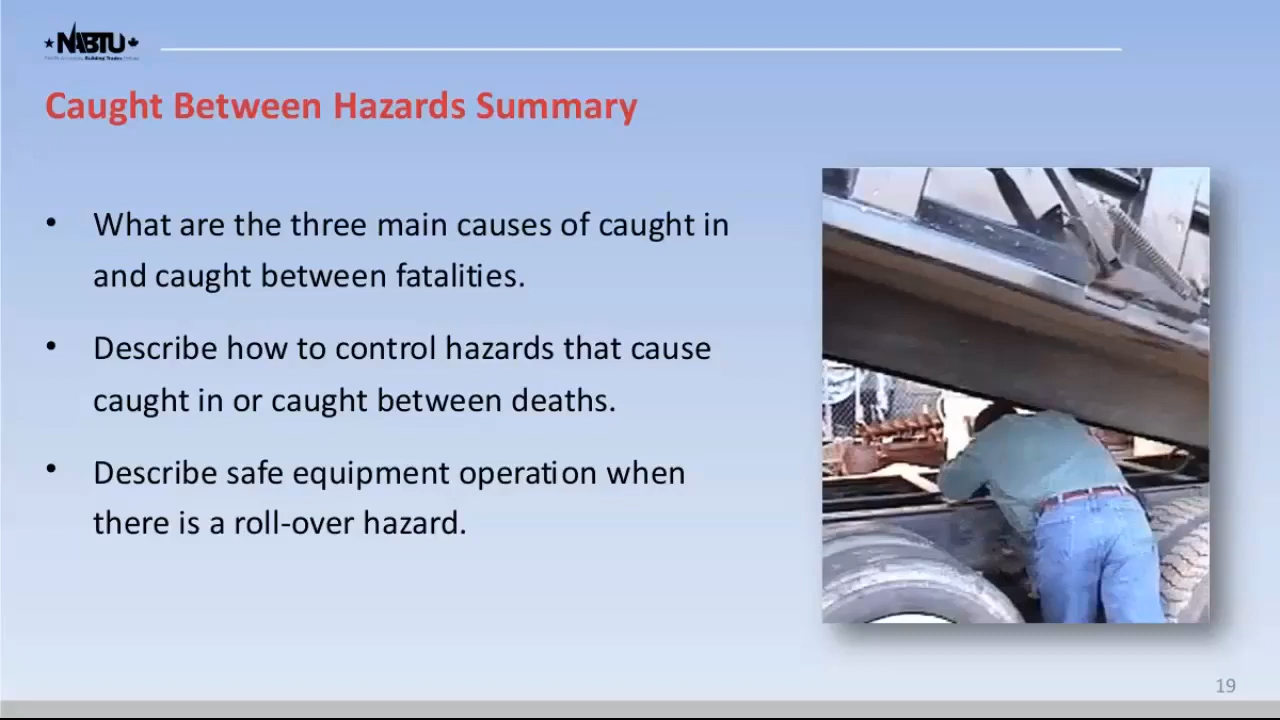 NABTU
Caught Between Hazards Summary
• What are the three main causes of caught in
and caught between fatalities.
• Describe how to control hazards that cause
caught in or caught between deaths.
• Describe safe equipment operation when
there is a roll-over hazard.
19